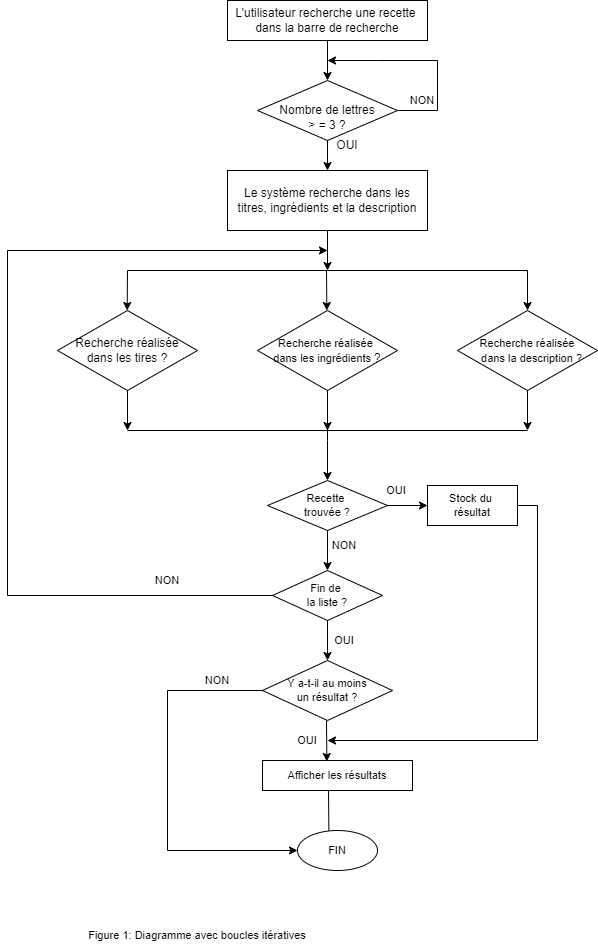 L'utilisateur recherche une recette
dans la barre de recherche
Nombre de lettres
> = 3 ?
NON
OUI
Le système recherche dans les
titres, ingrédients et la description
Recherche réalisée
dans les tires ?
Recherche réalisée
dans les ingrédients ?
Recherche réalisée
dans la description ?
Recette
trouvée ?
OUI
Stock du
résultat
NON
Fin de
la liste ?
NON
OUI
Y a-t-il au moins
un résultat ?
NON
OUI
Afficher les résultats
FIN
Figure 1: Diagramme avec boucles itératives